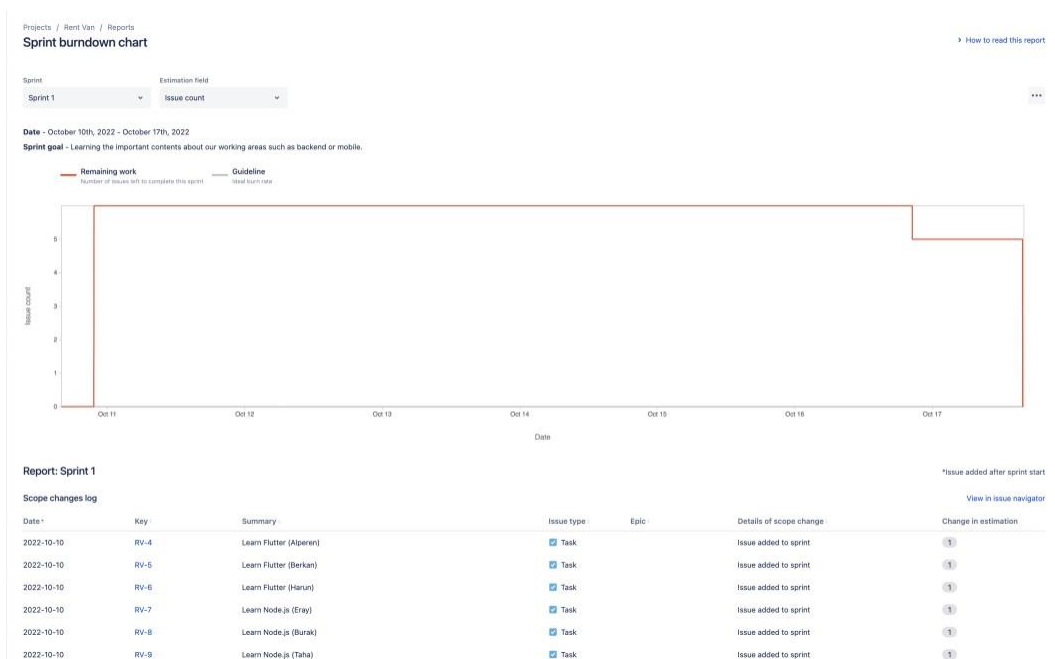 Projects / Rent Van / Reports
Sprint burndown chart
How to read this report
Sprint
Estimation field
Sprint 1
Issue count
Date - October 10th, 2022 - October 17th, 2022
Sprint goal - Learning the important contents about our working areas such as backend or mobile.
Remaining work
Number of issues left to complete this sprint
Guideline
Ideal burn rate
5
4
3
2
1
0
Issue count
Oct 11 Oct 12 Oct 13 Oct 14 Oct 15 Oct 16 Oct 17
Date
Report: Sprint 1
*Issue added after sprint start
Scope changes log
View in issue navigator
Date Key Summary Issue type Epic Details of scope change Change in estimation
2022-10-10 RV-4 Learn Flutter (Alperen) Task Issue added to sprint 1
2022-10-10 RV-5 Learn Flutter (Berkan) Task Issue added to sprint 1
2022-10-10 RV-6 Learn Flutter (Harun) Task Issue added to sprint 1
2022-10-10 RV-7 Learn Node.js (Eray) Task Issue added to sprint 1
2022-10-10 RV-8 Learn Node.js (Burak) Task Issue added to sprint 1
2022-10-10 RV-9 Learn Node.js (Taha) Task Issue added to sprint 1